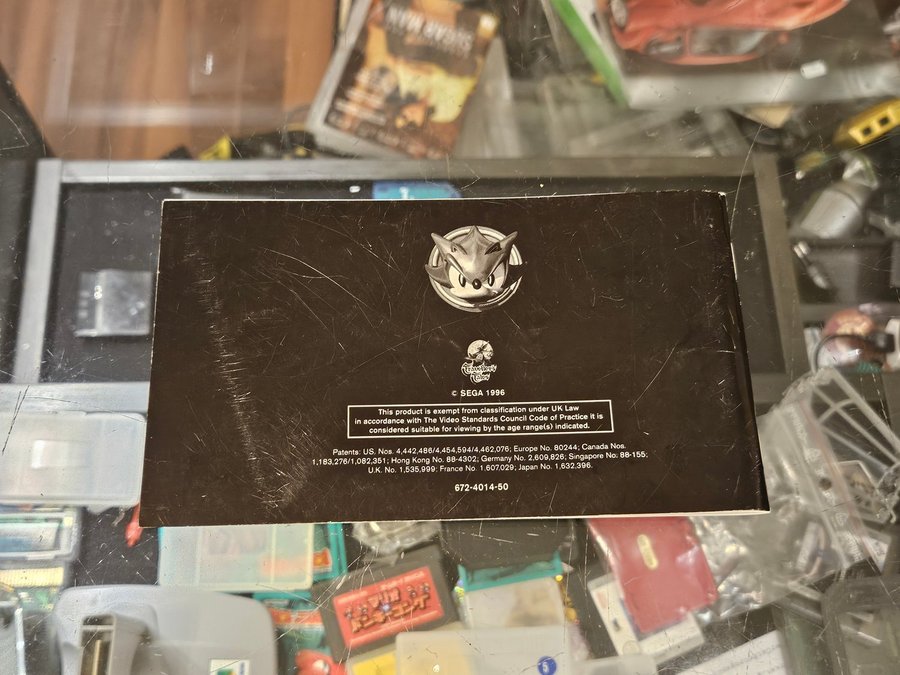 Traveller's
Tales
© SEGA 1996
This product is exempt from classification under UK Law
in accordance with The Video Standards Council Code of Practice it is
considered suitable for viewing by the age range(s) indicated.
Patents: US. Nos. 4,442,486/4,454,594/4,462,076; Europe No. 80244; Canada Nos.
1,183,276/1,082,351; Hong Kong No. 88-4302; Germany No. 2,609,826; Singapore No. 88-155;
U.K. No. 1,535,999; France No. 1,607,029; Japan No. 1,632,396.
672-4014-50